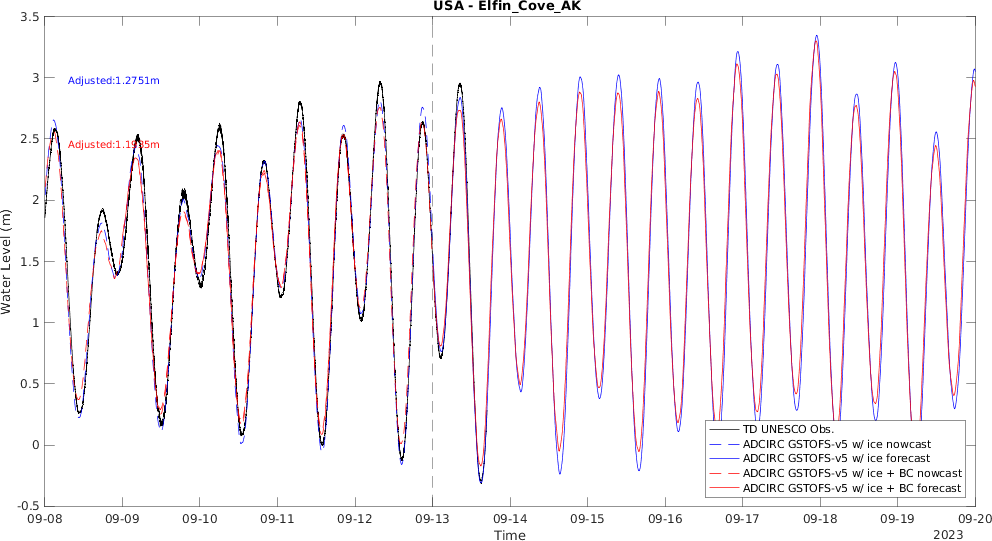 USA - Elfin_Cove_AK
3.5
3
2.5
2
1.5
1
0.5
0
-0.5
Water Level (m)
Adjusted:1.2751m
Adjusted:1.1985m
TD UNESCO Obs.
ADCIRC GSTOFS-v5 w/ ice nowcast
ADCIRC GSTOFS-v5 w/ ice forecast
ADCIRC GSTOFS-v5 w/ ice + BC nowcast
ADCIRC GSTOFS-v5 w/ ice + BC forecast
09-08 09-09 09-10 09-11 09-12 09-13 09-14 09-15 09-16 09-17 09-18 09-19 09-20
Time
2023